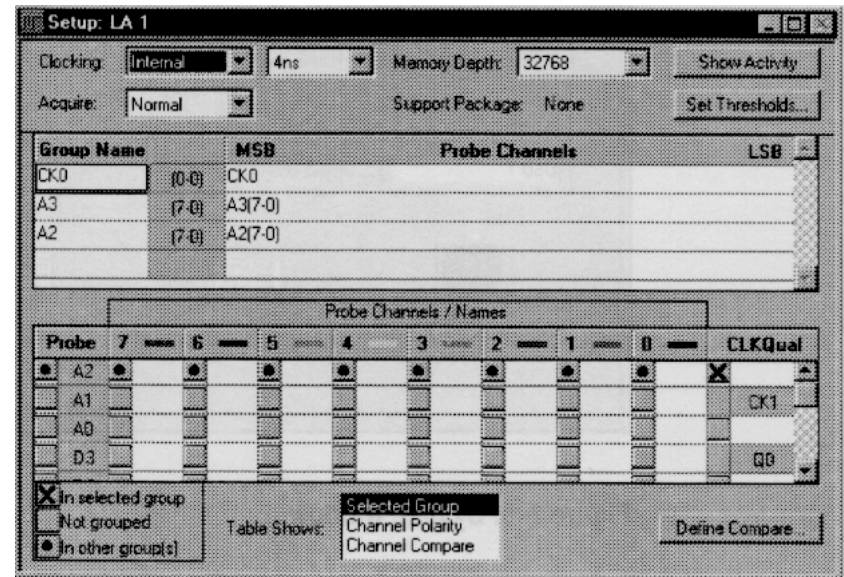 Setup: LA 1
Clocking: Internal 4ns Memory Depth: 32768 Show Activity
Acquire: Normal Support Package: None Set Thresholds...
Group Name MSB Probe Channels LSB
CK0 (0-0) CK0
A3 (7-0) A3(7-0)
A2 (7-0) A2(7-0)
Probe Channels / Names
Probe 7 6 5 4 3 2 1 0 CLKQual
A2
A1 CK1
A0
D3 Q0
In selected group
Not grouped
In other group(s)
Table Shows:
Selected Group
Channel Polarity
Channel Compare
Define Compare...